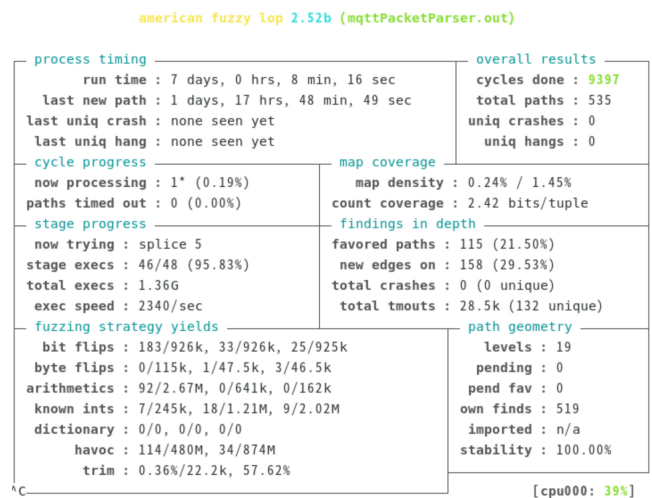 american fuzzy lop 2.52b (mqttPacketParser.out)
process timing
run time : 7 days, 0 hrs, 8 min, 16 sec
last new path : 1 days, 17 hrs, 48 min, 49 sec
last uniq crash : none seen yet
last uniq hang : none seen yet
overall results
cycles done : 9397
total paths : 535
uniq crashes : 0
uniq hangs : 0
cycle progress
now processing : 1* (0.19%)
paths timed out : 0 (0.00%)
map coverage
map density : 0.24% / 1.45%
count coverage : 2.42 bits/tuple
stage progress
now trying : splice 5
stage execs : 46/48 (95.83%)
total execs : 1.36G
exec speed : 2340/sec
findings in depth
favored paths : 115 (21.50%)
new edges on : 158 (29.53%)
total crashes : 0 (0 unique)
total tmouts : 28.5k (132 unique)
fuzzing strategy yields
bit flips : 183/926k, 33/926k, 25/925k
byte flips : 0/115k, 1/47.5k, 3/46.5k
arithmetics : 92/2.67M, 0/641k, 0/162k
known ints : 7/245k, 18/1.21M, 9/2.02M
dictionary : 0/0, 0/0, 0/0
havoc : 114/480M, 34/874M
trim : 0.36%/22.2k, 57.62%
path geometry
levels : 19
pending : 0
pend fav : 0
own finds : 519
imported : n/a
stability : 100.00%
^C
[cpu000: 39%]